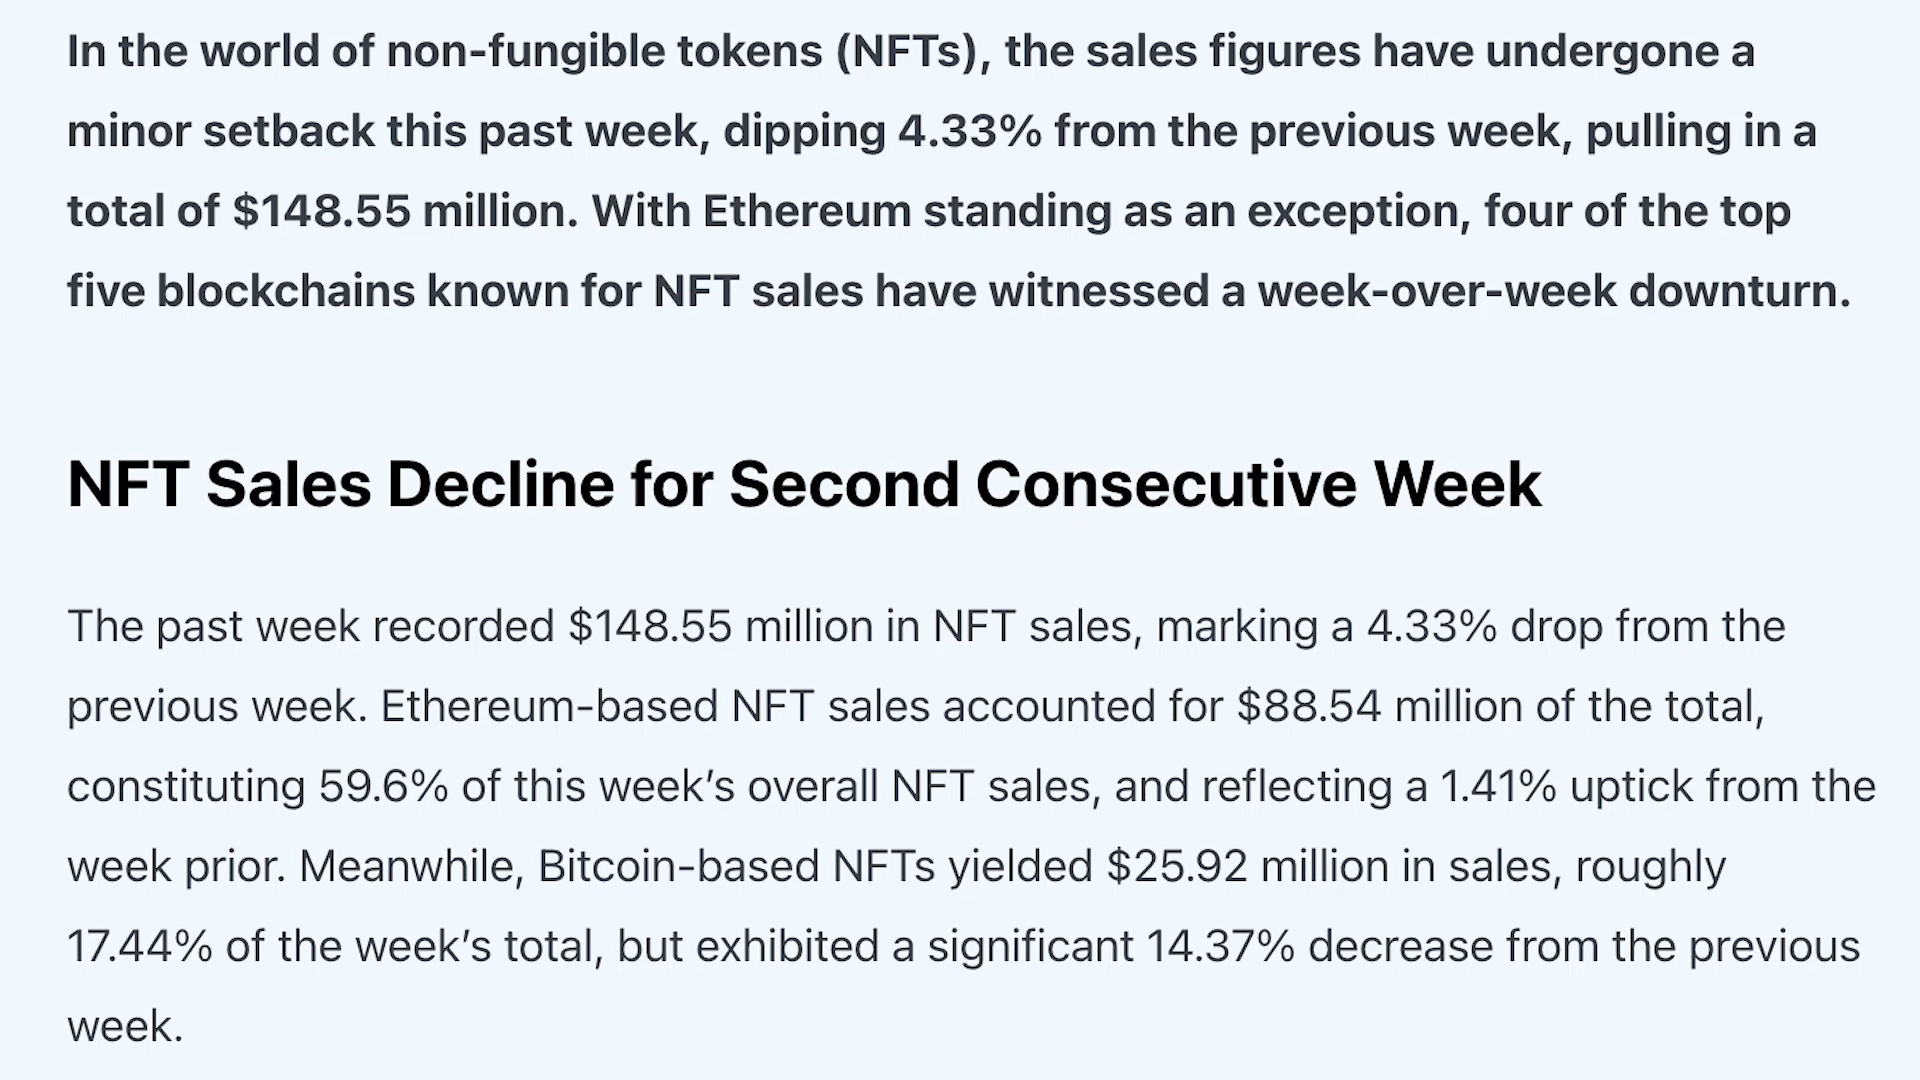 In the world of non-fungible tokens (NFTs), the sales figures have undergone a
minor setback this past week, dipping 4.33% from the previous week, pulling in a
total of $148.55 million. With Ethereum standing as an exception, four of the top
five blockchains known for NFT sales have witnessed a week-over-week downturn.
NFT Sales Decline for Second Consecutive Week
The past week recorded $148.55 million in NFT sales, marking a 4.33% drop from the
previous week. Ethereum-based NFT sales accounted for $88.54 million of the total,
constituting 59.6% of this week’s overall NFT sales, and reflecting a 1.41% uptick from the
week prior. Meanwhile, Bitcoin-based NFTs yielded $25.92 million in sales, roughly
17.44% of the week’s total, but exhibited a significant 14.37% decrease from the previous
week.